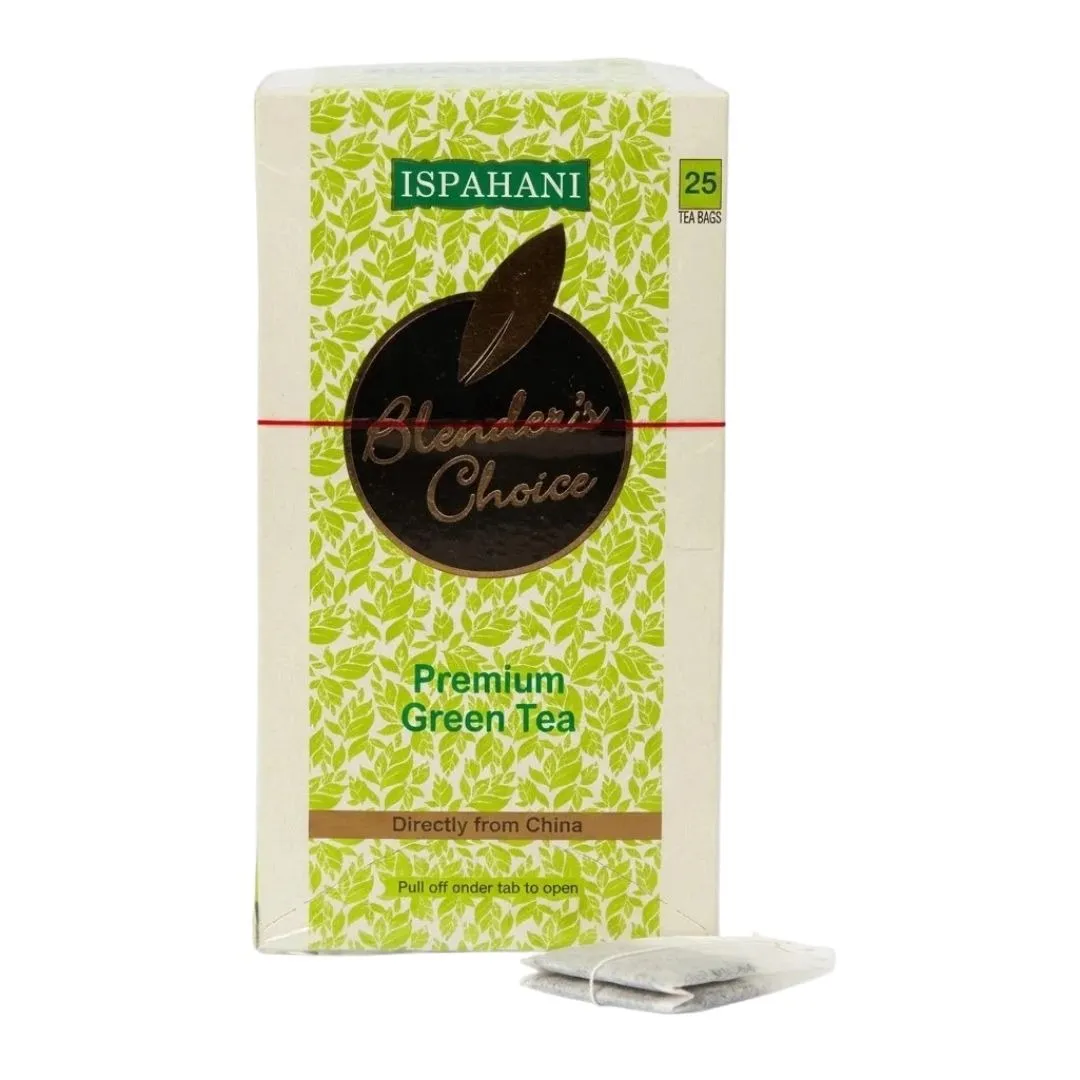 ISPAHANI
25
TEA BAGS
Blender's
Choice
Premium
Green Tea
Directly from China
Pull off onder tab to open